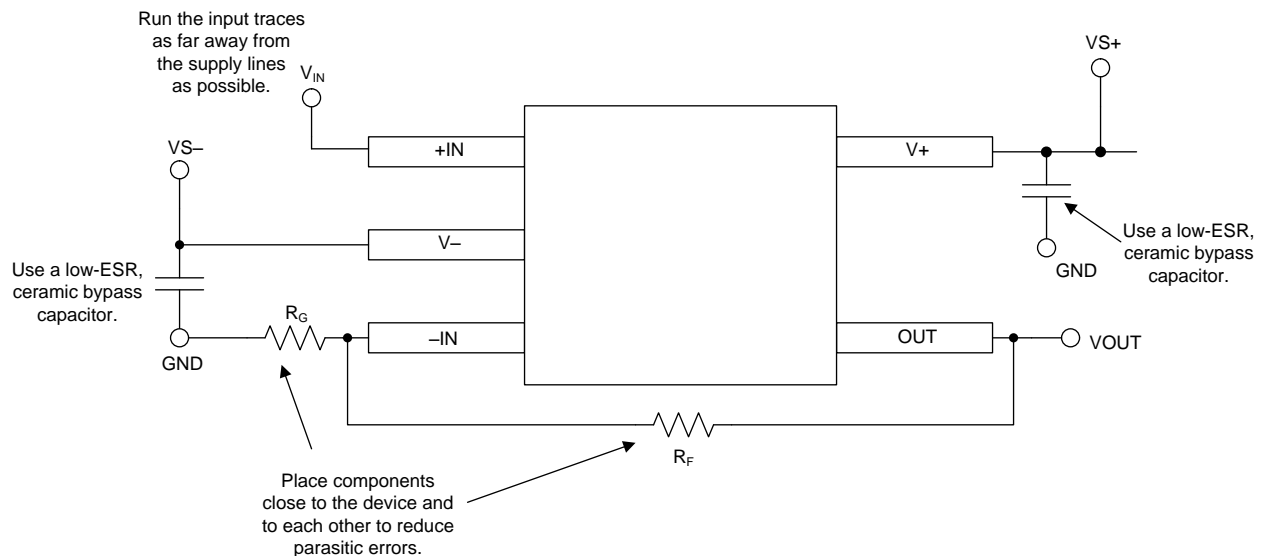 Run the input traces
as far away from
the supply lines
as possible.
VIN
VS+
VS–
+IN
V+
V–
Use a low-ESR,
ceramic bypass
capacitor.
GND
Use a low-ESR,
ceramic bypass
capacitor.
RG
–IN
OUT
VOUT
GND
RF
Place components
close to the device and
to each other to reduce
parasitic errors.